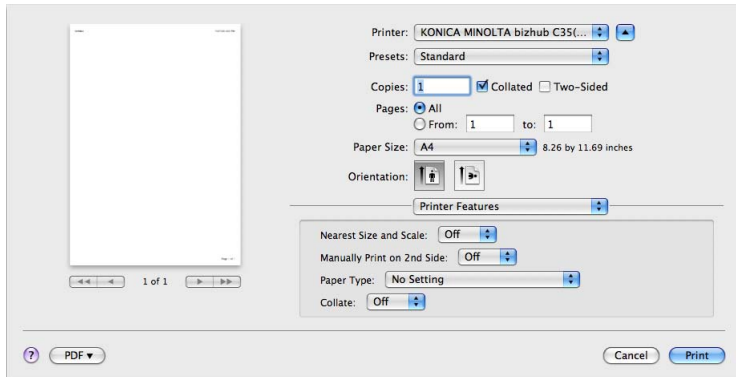 Printer: KONICA MINOLTA bizhub C35(...
Presets: Standard
Copies: 1 Collated Two-Sided
Pages: All
From: 1 to: 1
Paper Size: A4 8.26 by 11.69 inches
Orientation:
Printer Features
Nearest Size and Scale: Off
Manually Print on 2nd Side: Off
Paper Type: No Setting
Collate: Off
1 of 1
? PDF ▾ Cancel Print